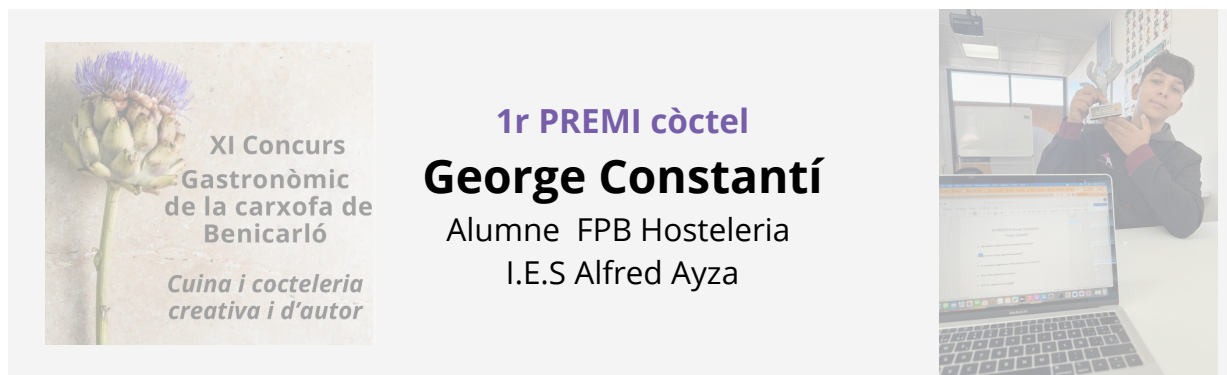 XI Concurs
Gastronòmic
de la carxofa de
Benicarló
Cuina i cocteleria
creativa i d'autor
1r PREMI còctel
George Constantí
Alumne FPB Hosteleria
I.E.S Alfred Ayza